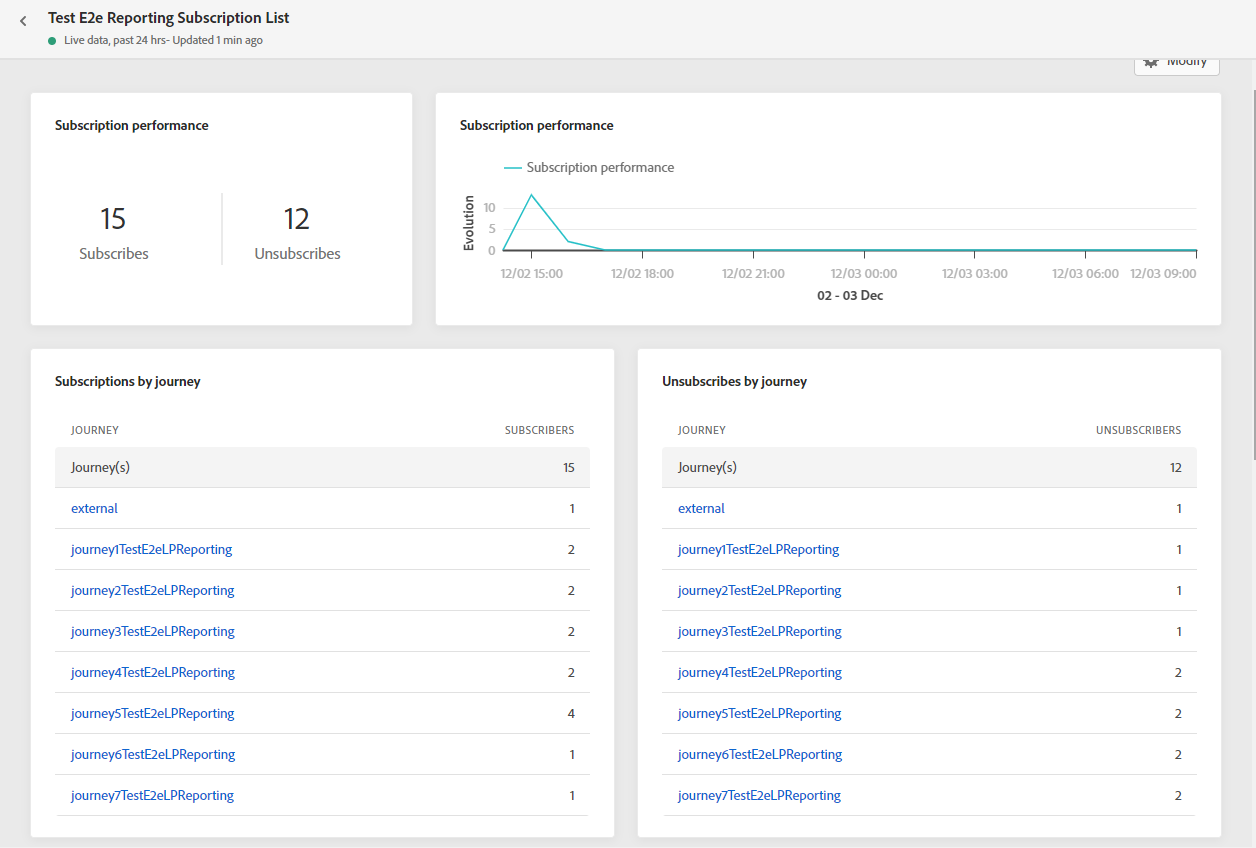 Test E2e Reporting Subscription List
Live data, past 24 hrs- Updated 1 min ago
Modify
Subscription performance
15
Subscribes
12
Unsubscribes
Subscription performance
Subscription performance
Evolution
10
5
0
12/02 15:00 12/02 18:00 12/02 21:00 12/03 00:00 12/03 03:00 12/03 06:00 12/03 09:00
02 - 03 Dec
Subscriptions by journey
JOURNEY SUBSCRIBERS
Journey(s) 15
external 1
journey1TestE2eLPReporting 2
journey2TestE2eLPReporting 2
journey3TestE2eLPReporting 2
journey4TestE2eLPReporting 2
journey5TestE2eLPReporting 4
journey6TestE2eLPReporting 1
journey7TestE2eLPReporting 1
Unsubscribes by journey
JOURNEY UNSUBSCRIBERS
Journey(s) 12
external 1
journey1TestE2eLPReporting 1
journey2TestE2eLPReporting 1
journey3TestE2eLPReporting 1
journey4TestE2eLPReporting 2
journey5TestE2eLPReporting 2
journey6TestE2eLPReporting 2
journey7TestE2eLPReporting 2